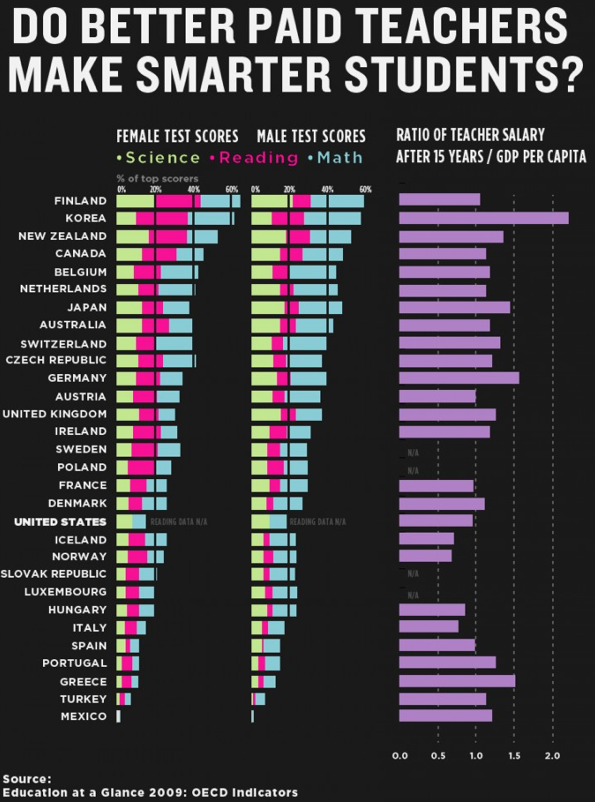 DO BETTER PAID TEACHERS
MAKE SMARTER STUDENTS?
FEMALE TEST SCORES MALE TEST SCORES
•Science •Reading •Math
RATIO OF TEACHER SALARY
AFTER 15 YEARS / GDP PER CAPITA
% of top scorers
0% 20% 40% 60% 0% 20% 40% 60%
FINLAND
KOREA
NEW ZEALAND
CANADA
BELGIUM
NETHERLANDS
JAPAN
AUSTRALIA
SWITZERLAND
CZECH REPUBLIC
GERMANY
AUSTRIA
UNITED KINGDOM
IRELAND
SWEDEN N/A
POLAND N/A
FRANCE
DENMARK
UNITED STATES READING DATA N/A READING DATA N/A
ICELAND
NORWAY
SLOVAK REPUBLIC N/A
LUXEMBOURG N/A
HUNGARY
ITALY
SPAIN
PORTUGAL
GREECE
TURKEY
MEXICO
0.0 0.5 1.0 0.5 2.0
Source:
Education at a Glance 2009: OECD Indicators